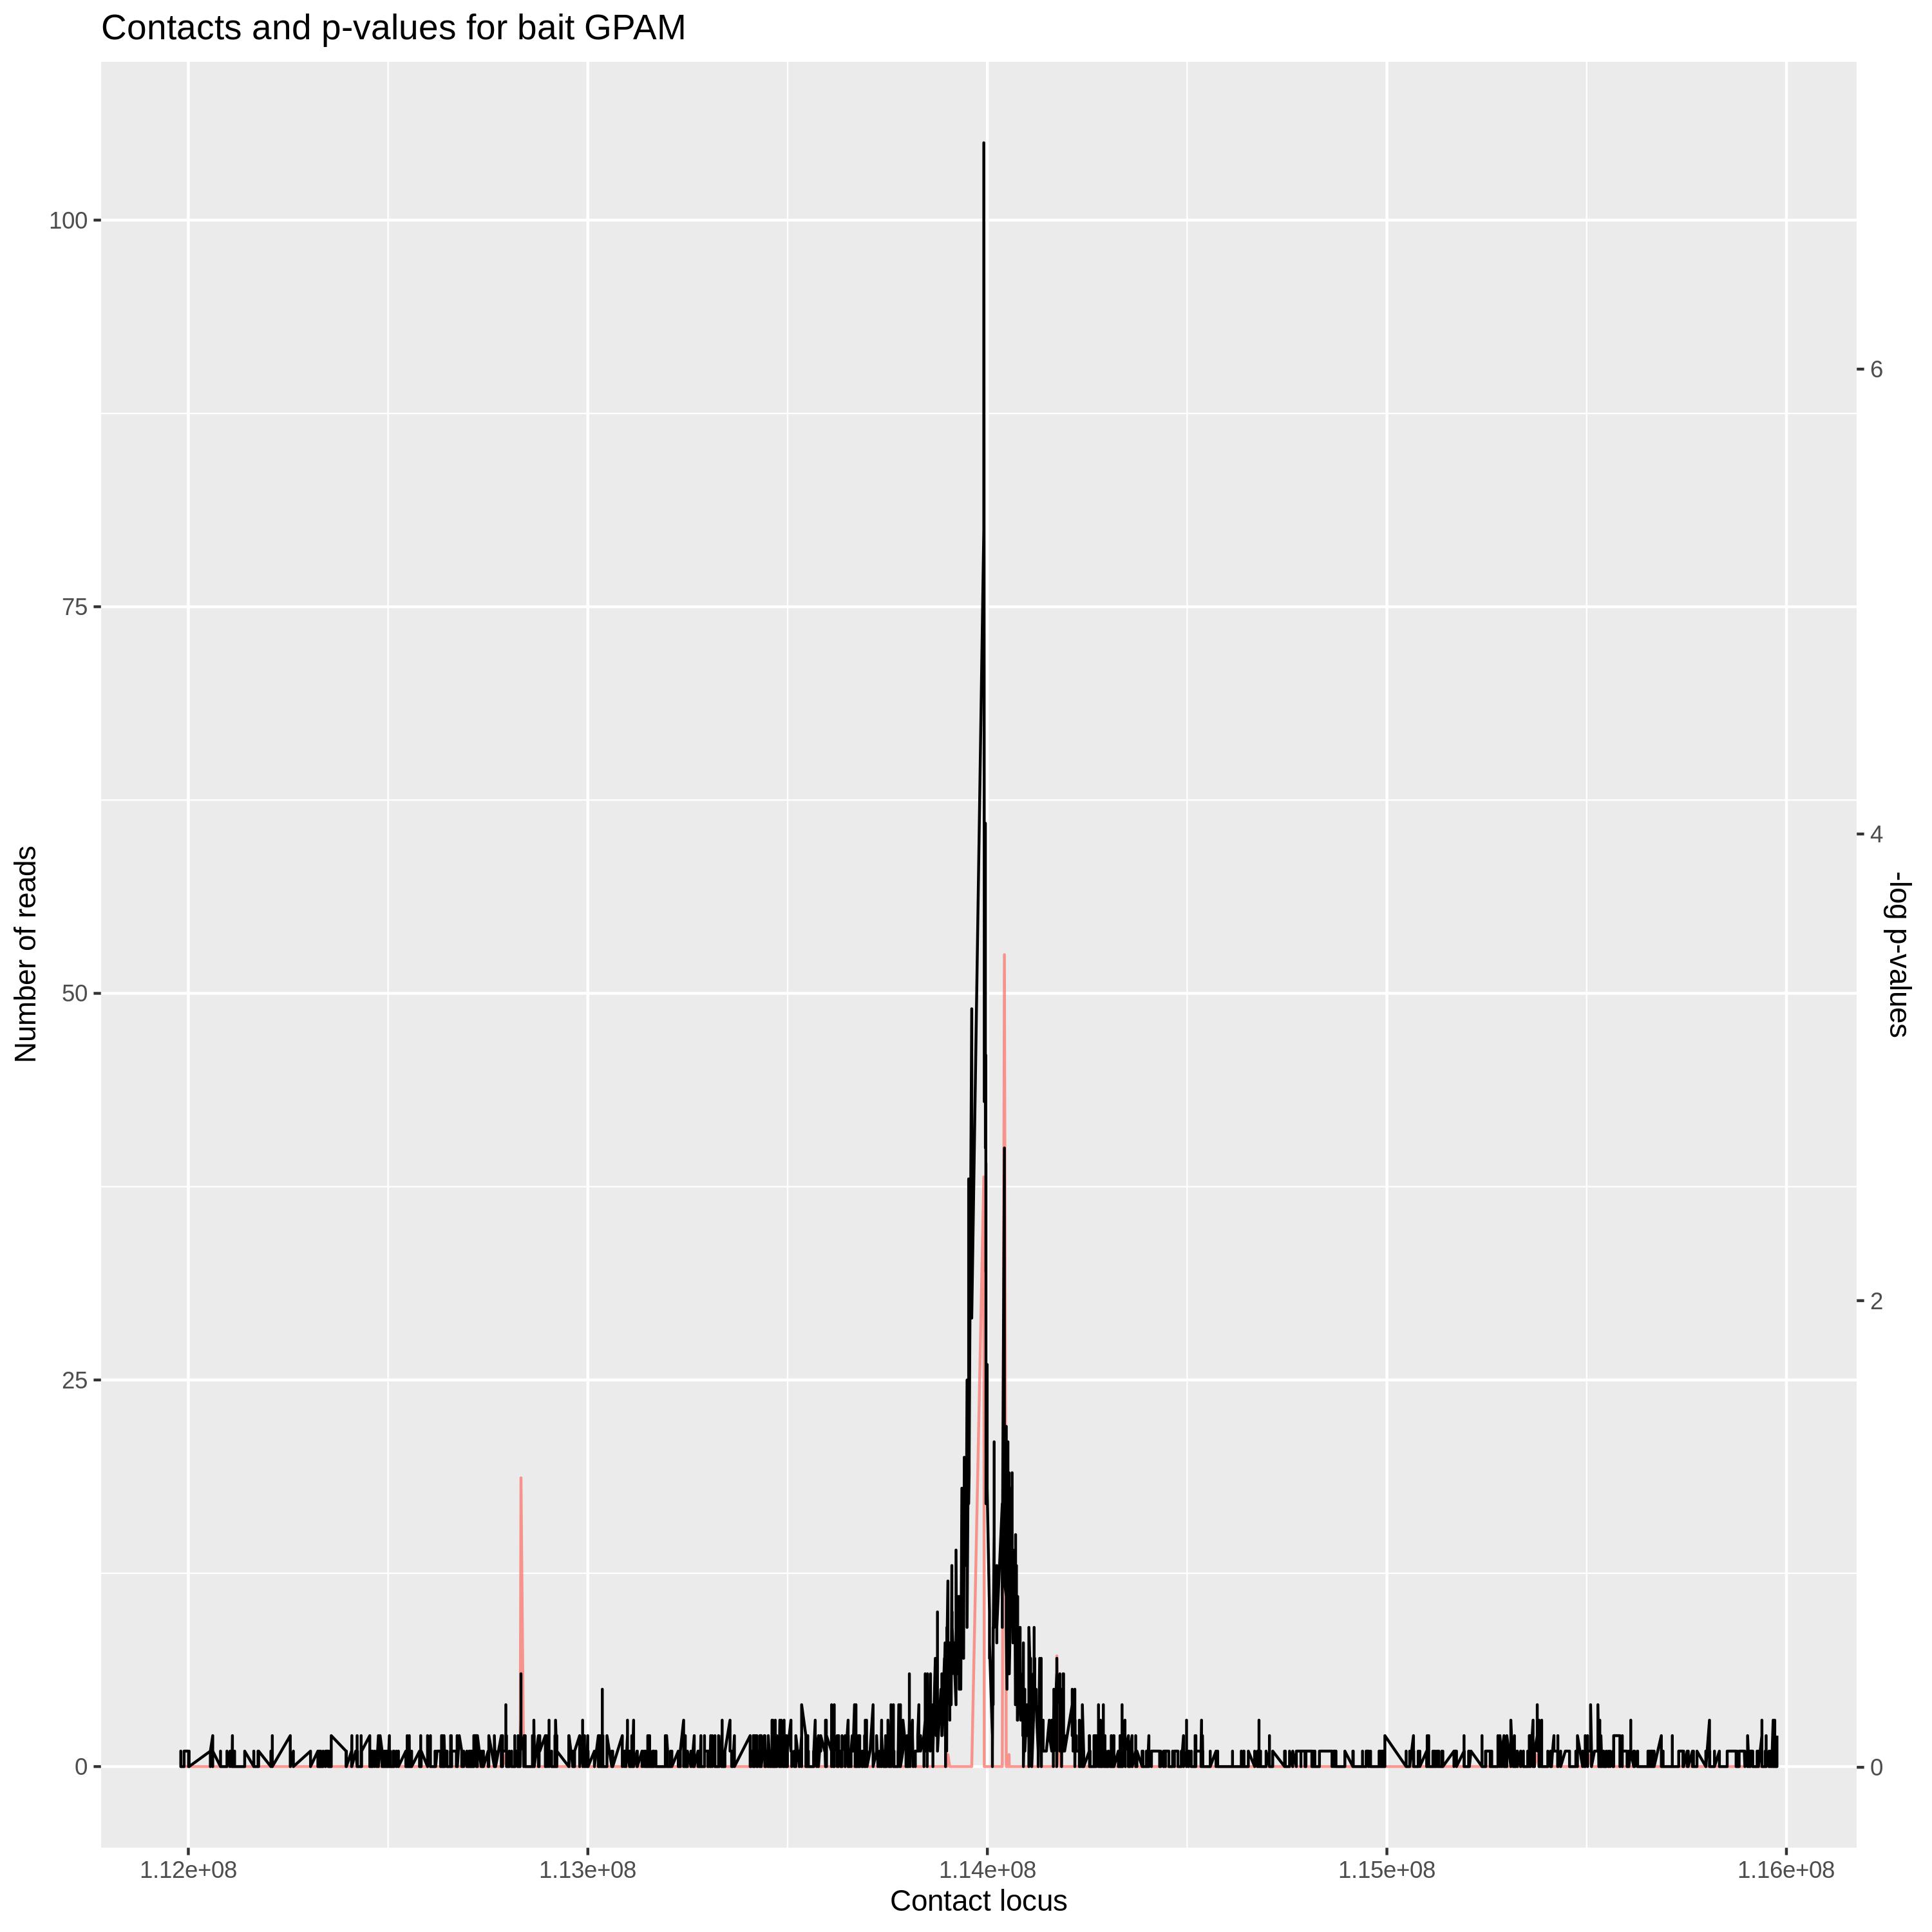 Contacts and p-values for bait GPAM
100
75
50
25
0
Number of reads
6
4
2
0
-log p-values
1.12e+08
1.13e+08
1.14e+08
1.15e+08
1.16e+08
Contact locus